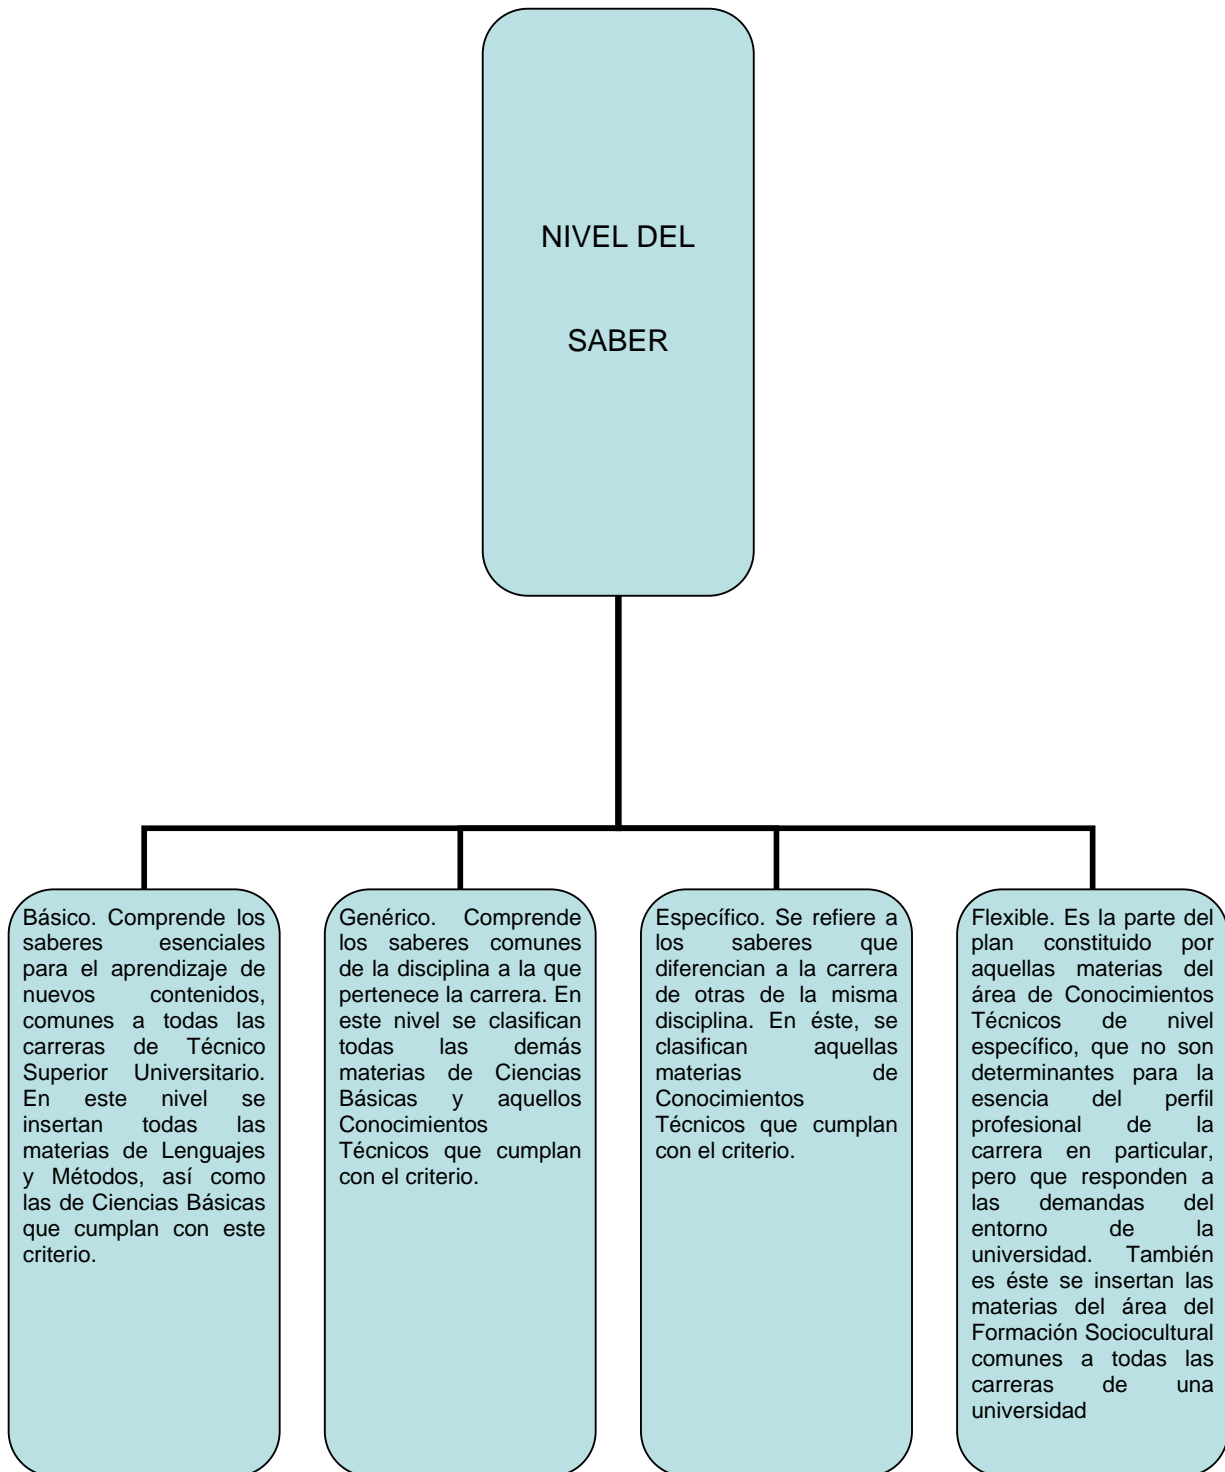 NIVEL DEL
SABER
Básico. Comprende los
saberes esenciales
para el aprendizaje de
nuevos contenidos,
comunes a todas las
carreras de Técnico
Superior Universitario.
En este nivel se
insertan todas las
materias de Lenguajes
y Métodos, así como
las de Ciencias Básicas
que cumplan con este
criterio.
Genérico. Comprende
los saberes comunes
de la disciplina a la que
pertenece la carrera. En
este nivel se clasifican
todas las demás
materias de Ciencias
Básicas y aquellos
Conocimientos
Técnicos que cumplan
con el criterio.
Específico. Se refiere a
los saberes que
diferencian a la carrera
de otras de la misma
disciplina. En éste, se
clasifican aquellas
materias de
Conocimientos
Técnicos que cumplan
con el criterio.
Flexible. Es la parte del
plan constituido por
aquellas materias del
área de Conocimientos
Técnicos de nivel
específico, que no son
determinantes para la
esencia del perfil
profesional de la
carrera en particular,
pero que responden a
las demandas del
entorno de la
universidad. También
es éste se insertan las
materias del área del
Formación Sociocultural
comunes a todas las
carreras de una
universidad